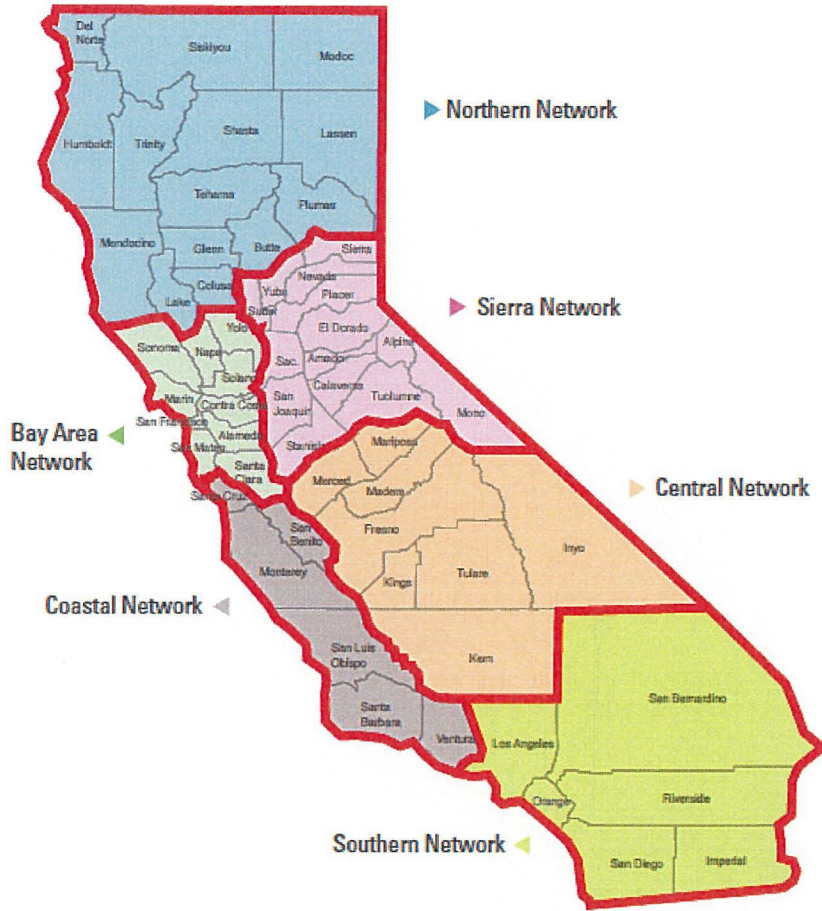 Del
Norte
Siskiyou
Modoc
Northern Network
Humboldt
Trinity
Shasta
Lassen
Tehama
Plumas
Mendocino
Glenn
Butte
Sierra
Colusa
Nevada
Lake
Yuba
Placer
Sutter
Sierra Network
Yolo
El Dorado
Sonoma
Napa
Alpine
Sac.
Amador
Solano
Calaveras
Marin
San
Joaquin
Tuolumne
Contra Costa
Mono
San Francisco
Alameda
Bay Area
Network
San Mateo
Stanislaus
Mariposa
Santa
Clara
Merced
Madera
Central Network
Santa Cruz
San
Benito
Fresno
Inyo
Monterey
Kings
Tulare
Coastal Network
San Luis
Obispo
Kern
San Bernardino
Santa
Barbara
Ventura
Los Angeles
Orange
Riverside
Southern Network
San Diego
Imperial